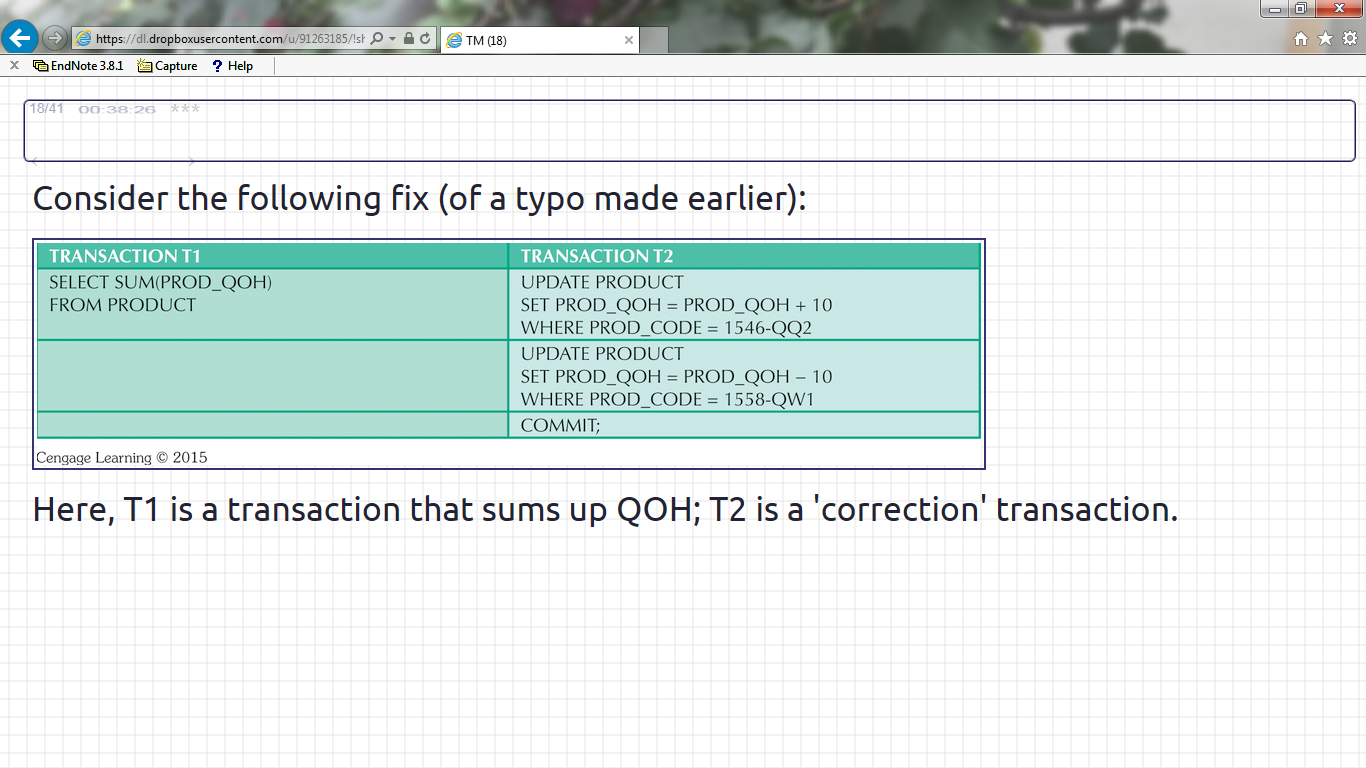 https://dl.dropboxusercontent.com/u/91263185/!sh
TM (18)
x EndNote 3.8.1 Capture ? Help
18/41 00:38:26 ***
< >
Consider the following fix (of a typo made earlier):
TRANSACTION T1 TRANSACTION T2
SELECT SUM(PROD_QOH) UPDATE PRODUCT
FROM PRODUCT SET PROD_QOH = PROD_QOH + 10
WHERE PROD_CODE = 1546-QQ2
UPDATE PRODUCT
SET PROD_QOH = PROD_QOH − 10
WHERE PROD_CODE = 1558-QW1
COMMIT;
Cengage Learning © 2015
Here, T1 is a transaction that sums up QOH; T2 is a 'correction' transaction.